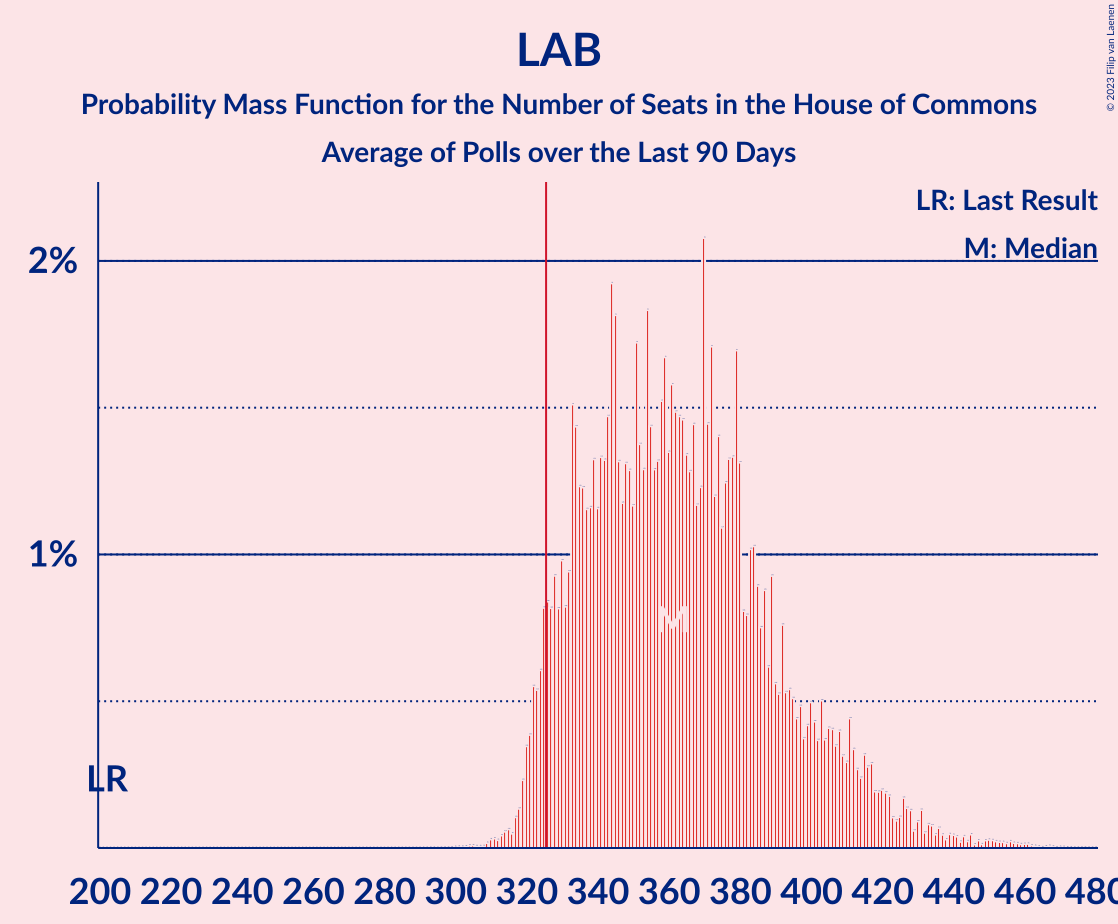 LAB
Probability Mass Function for the Number of Seats in the House of Commons
Average of Polls over the Last 90 Days
© 2023 Filip van Laenen
LR: Last Result
M: Median
2%
1%
M
LR
200 220 240 260 280 300 320 340 360 380 400 420 440 460 480